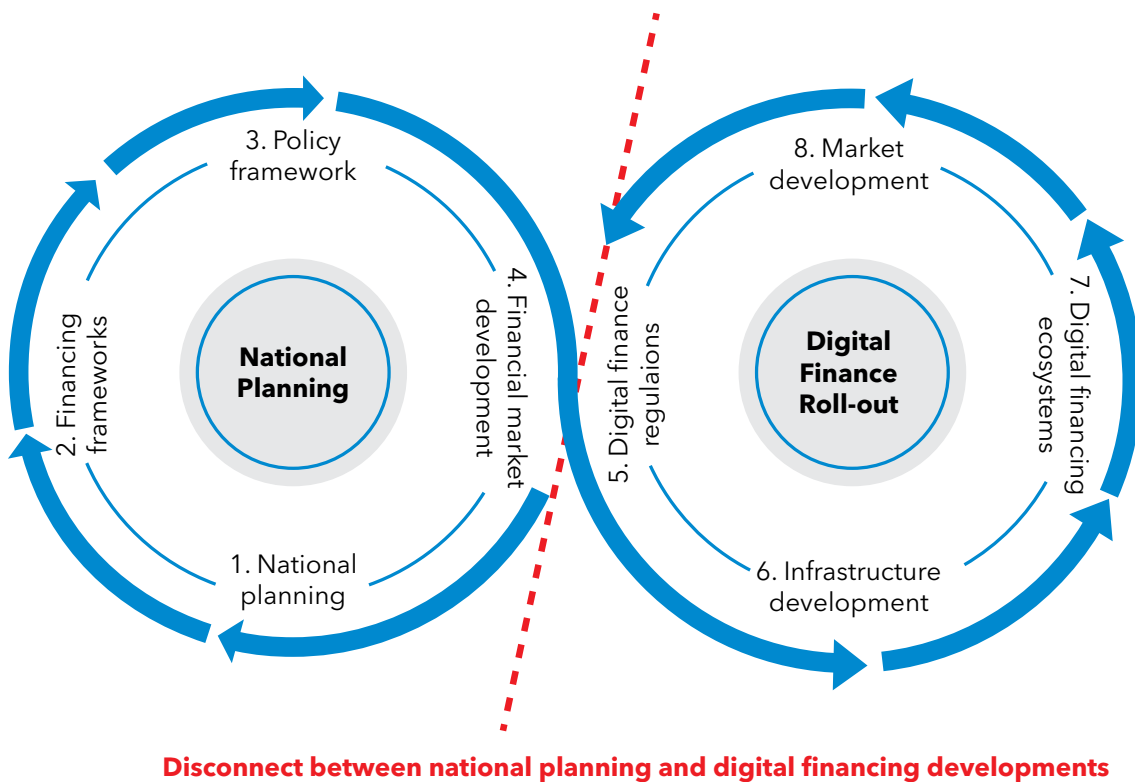 National
Planning
1. National
planning
2. Financing
frameworks
3. Policy
framework
4. Financial market
development
Digital
Finance
Roll-out
5. Digital finance
regulaions
6. Infrastructure
development
7. Digital financing
ecosystems
8. Market
development
Disconnect between national planning and digital financing developments